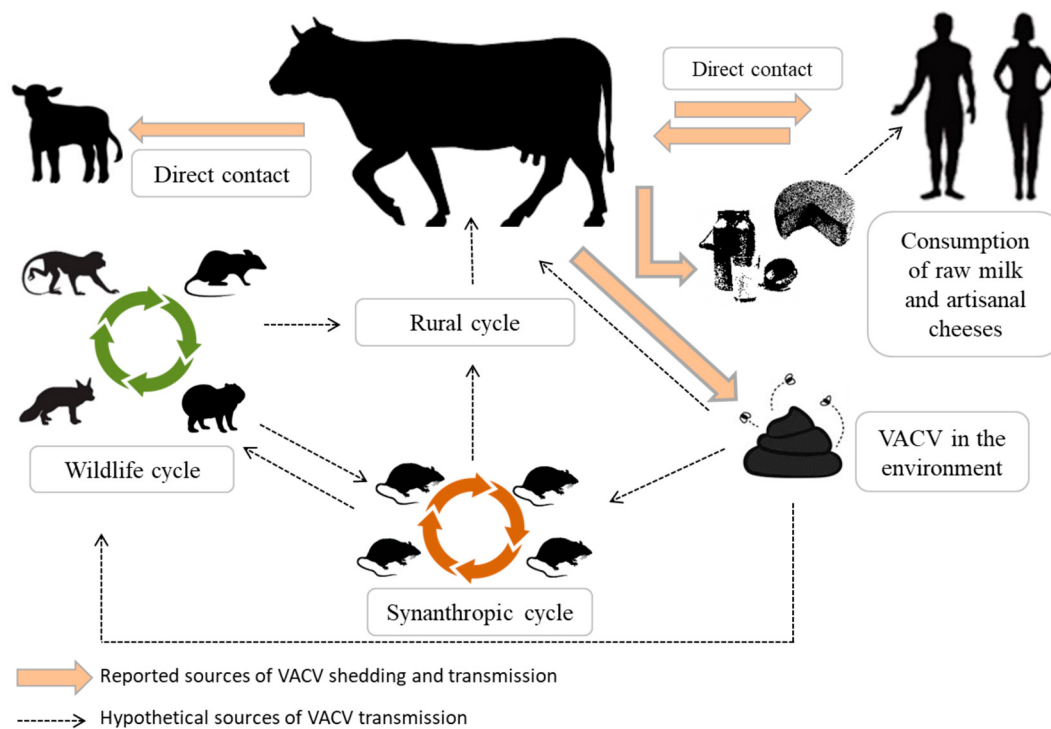 Direct contact
Direct contact
Consumption
of raw milk
and artisanal
cheeses
Rural cycle
Wildlife cycle
VACV in the
environment
Synanthropic cycle
Reported sources of VACV shedding and transmission
Hypothetical sources of VACV transmission